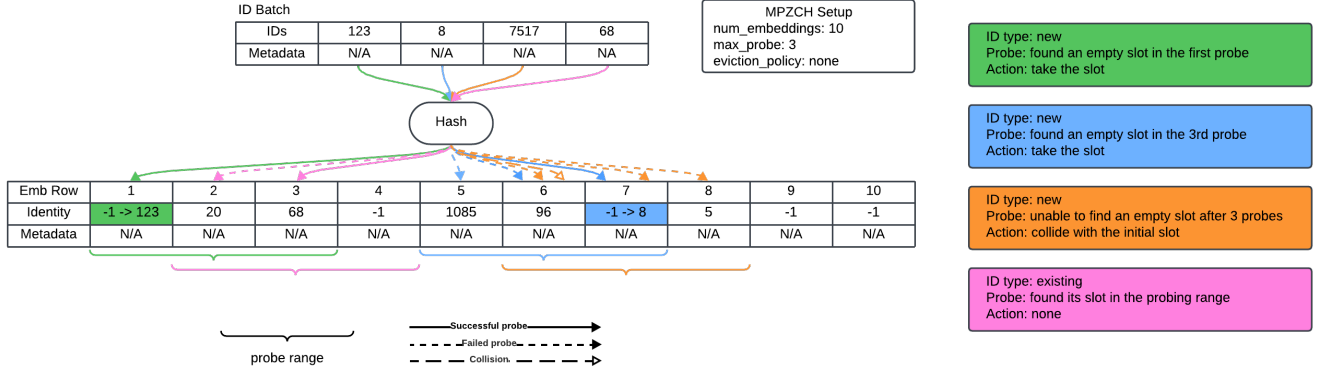 ID Batch
IDs 123 8 7517 68
Metadata N/A N/A N/A NA
MPZCH Setup
num_embeddings: 10
max_probe: 3
eviction_policy: none
Hash
Emb Row 1 2 3 4 5 6 7 8 9 10
Identity -1 -> 123 20 68 -1 1085 96 -1 -> 8 5 -1 -1
Metadata N/A N/A N/A N/A N/A N/A N/A N/A N/A N/A
probe range
Successful probe
Failed probe
Collision
ID type: new
Probe: found an empty slot in the first probe
Action: take the slot
ID type: new
Probe: found an empty slot in the 3rd probe
Action: take the slot
ID type: new
Probe: unable to find an empty slot after 3 probes
Action: collide with the initial slot
ID type: existing
Probe: found its slot in the probing range
Action: none